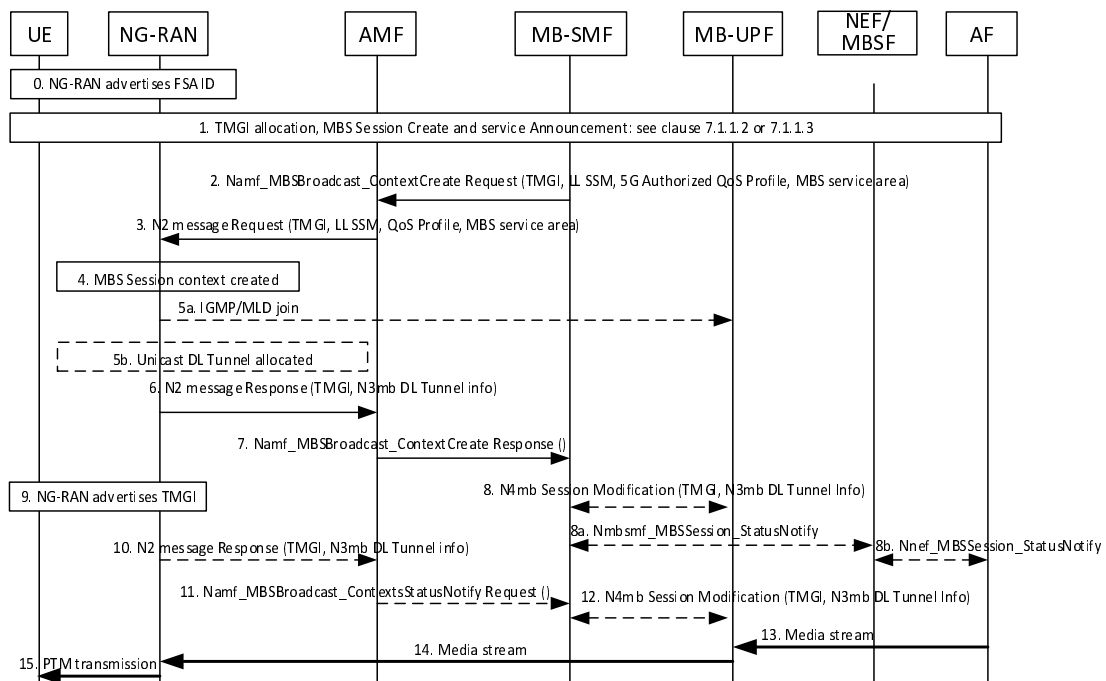 UE
NG-RAN
AMF
MB-SMF
MB-UPF
NEF/
MBSF
AF
0. NG-RAN advertises FSA ID
1. TMGI allocation, MBS Session Create and service Announcement: see clause 7.1.1.2 or 7.1.1.3
2. Namf_MBSBroadcast_ContextCreate Request (TMGI, LL SSM, 5G Authorized QoS Profile, MBS service area)
3. N2 message Request (TMGI, LL SSM, QoS Profile, MBS service area)
4. MBS Session context created
5a. IGMP/MLD join
5b. Unicast DL Tunnel allocated
6. N2 message Response (TMGI, N3mb DL Tunnel info)
7. Namf_MBSBroadcast_ContextCreate Response ()
9. NG-RAN advertises TMGI
8. N4mb Session Modification (TMGI, N3mb DL Tunnel Info)
8a. Nmbsmf_MBSSession_StatusNotify
10. N2 message Response (TMGI, N3mb DL Tunnel info)
8b. Nnef_MBSSession_StatusNotify
11. Namf_MBSBroadcast_ContextsStatusNotify Request ()
12. N4mb Session Modification (TMGI, N3mb DL Tunnel Info)
13. Media stream
14. Media stream
15. PTM transmission